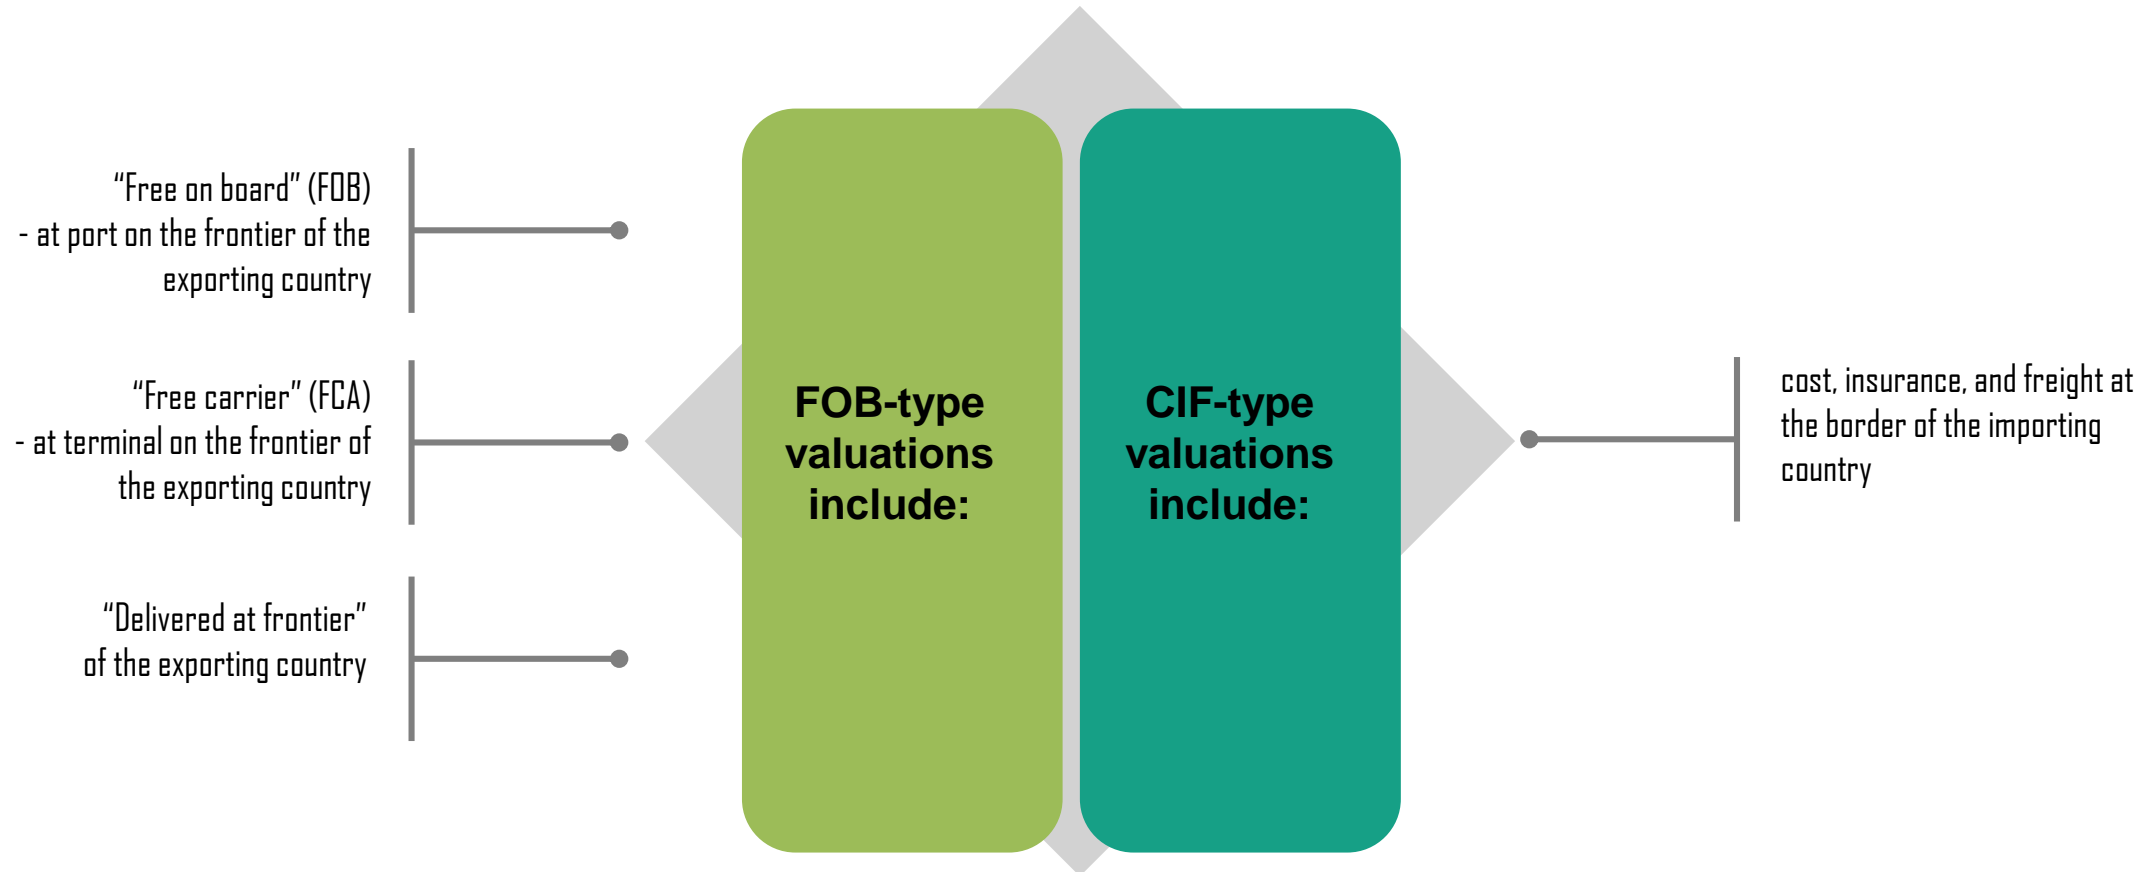 “Free on board” (FOB)
- at port on the frontier of the
exporting country
“Free carrier” (FCA)
- at terminal on the frontier of
the exporting country
“Delivered at frontier”
of the exporting country
FOB-type
valuations
include:
CIF-type
valuations
include:
cost, insurance, and freight at
the border of the importing
country